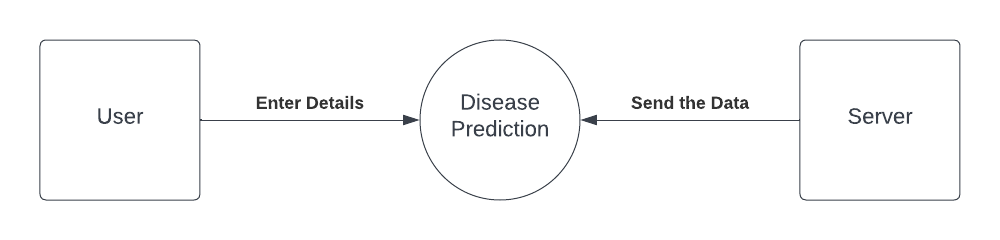 User
Enter Details
Disease
Prediction
Send the Data
Server